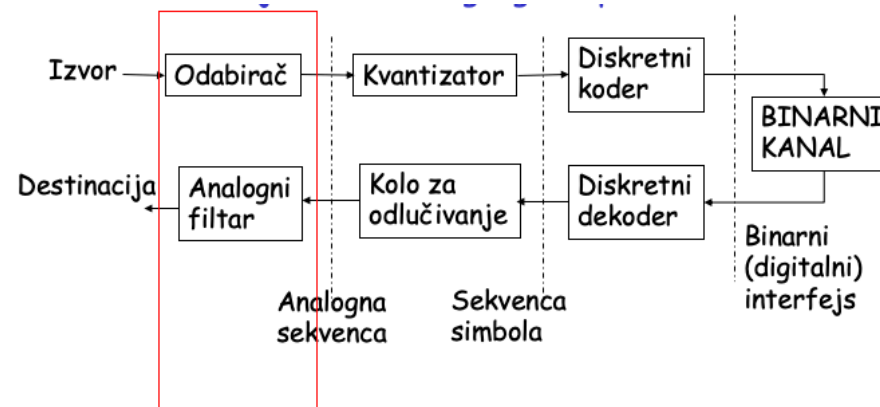 Izvor
Odabirač
Kvantizator
Diskretni
koder
BINARNI
KANAL
Destinacija
Analogni
filtar
Kolo za
odlučivanje
Diskretni
dekoder
Analogna
sekvenca
Sekvenca
simbola
Binarni
(digitalni)
interfejs